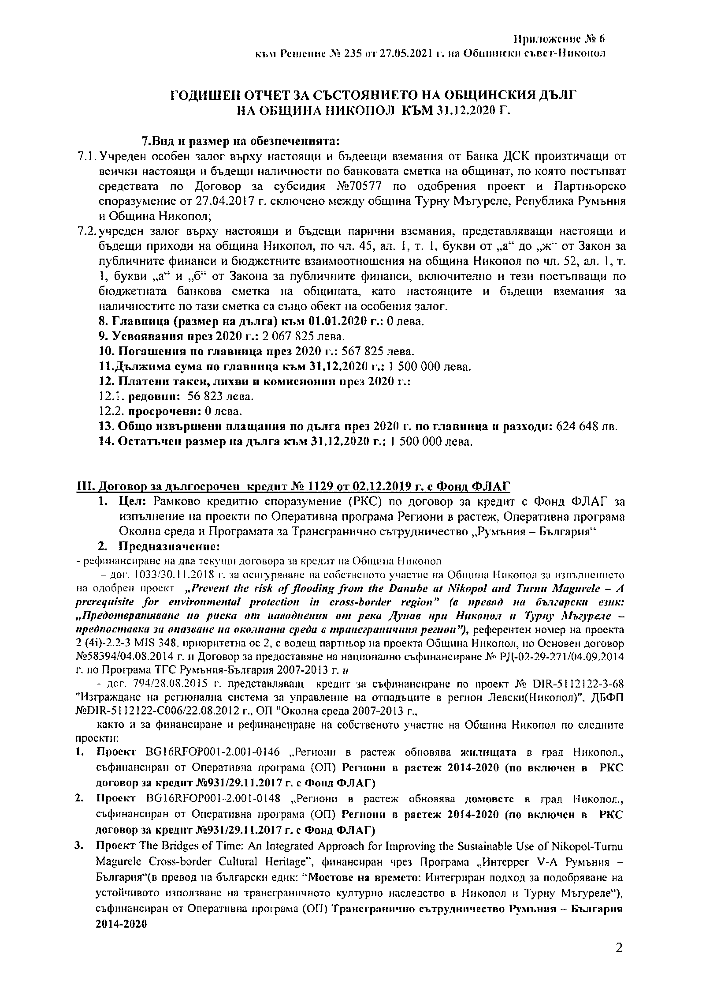 Приложение № 6
към Решение № 235 от 27.05.2021 г. на Общински съвет-Никопол
ГОДИШЕН ОТЧЕТ ЗА СЪСТОЯНИЕТО НА ОБЩИНСКИЯ ДЪЛГ
НА ОБЩИНА НИКОПОЛ КЪМ 31.12.2020 Г.
7.Вид и размер на обезпеченията:
7.1. Учреден особен залог върху настоящи и бъдеещи вземания от Банка ДСК произтичащи от
всички настоящи и бъдещи наличности по банковата сметка на общинат, по която постъпват
средствата по Договор за субсидия №70577 по одобрения проект и Партньорско
споразумение от 27.04.2017 г. сключено между община Турну Мъгуреле, Република Румъния
и Община Никопол;
7.2. учреден залог върху настоящи и бъдещи парични вземания, представляващи настоящи и
бъдещи приходи на община Никопол, по чл. 45, ал. 1, т. 1, букви от „а“ до „ж“ от Закон за
публичните финанси и бюджетните взаимоотношения на община Никопол по чл. 52, ал. 1, т.
1, букви „а“ и „б“ от Закона за публичните финанси, включително и тези постъпващи по
бюджетната банкова сметка на общината, като настоящите и бъдещи вземания за
наличностите по тази сметка са също обект на особения залог.
8. Главница (размер на дълга) към 01.01.2020 г.: 0 лева.
9. Усвоявания през 2020 г.: 2 067 825 лева.
10. Погашения по главница през 2020 г.: 567 825 лева.
11.Дължима сума по главница към 31.12.2020 г.: 1 500 000 лева.
12. Платени такси, лихви и комисионни през 2020 г.:
12.1. редовни: 56 823 лева.
12.2. просрочени: 0 лева.
13. Общо извършени плащания по дълга през 2020 г. по главница и разходи: 624 648 лв.
14. Остатъчен размер на дълга към 31.12.2020 г.: 1 500 000 лева.
III. Договор за дългосрочен кредит № 1129 от 02.12.2019 г. с Фонд ФЛАГ
1. Цел: Рамково кредитно споразумение (РКС) по договор за кредит с Фонд ФЛАГ за
изпълнение на проекти по Оперативна програма Региони в растеж, Оперативна програма
Околна среда и Програмата за Трансгранично сътрудничество „Румъния – България“
2. Предназначение:
- рефинансиране на два текущи договора за кредит на Община Никопол
– дог. 1033/30.11.2018 г. за осигуряване на собственото участие на Община Никопол за изпълнението
на одобрен проект „Prevent the risk of flooding from the Danube at Nikopol and Turnu Magurele – A
prerequisite for environmental protection in cross-border region” (в превод на български език:
„Предотвратяване на риска от наводнения от река Дунав при Никопол и Турну Мъгуреле –
предпоставка за опазване на околната среда в трансграничния регион”), референтен номер на проекта
2 (4i)-2.2-3 MIS 348, приоритетна ос 2, с водещ партньор на проекта Община Никопол, по Основен договор
№58394/04.08.2014 г. и Договор за предоставяне на национално съфинансиране № РД-02-29-271/04.09.2014
г. по Програма ТГС Румъния-България 2007-2013 г. и
- дог. 794/28.08.2015 г. представляващ кредит за съфинансиране по проект № DIR-5112122-3-68
"Изграждане на регионална система за управление на отпадъците в регион Левски(Никопол)". ДБФП
№DIR-5112122-C006/22.08.2012 г., ОП "Околна среда 2007-2013 г.,
както и за финансиране и рефинансиране на собственото участие на Община Никопол по следните
проекти:
1. Проект BG16RFOP001-2.001-0146 „Региони в растеж обновява жилищата в град Никопол.,
съфинансиран от Оперативна програма (ОП) Региони в растеж 2014-2020 (по включен в РКС
договор за кредит №931/29.11.2017 г. с Фонд ФЛАГ)
2. Проект BG16RFOP001-2.001-0148 „Региони в растеж обновява домовете в град Никопол.,
съфинансиран от Оперативна програма (ОП) Региони в растеж 2014-2020 (по включен в РКС
договор за кредит №931/29.11.2017 г. с Фонд ФЛАГ)
3. Проект The Bridges of Time: An Integrated Approach for Improving the Sustainable Use of Nikopol-Turnu
Magurele Cross-border Cultural Heritage”, финансиран чрез Програма „Интеррег V-A Румъния –
България“(в превод на български едик: “Мостове на времето: Интегриран подход за подобряване на
устойчивото използване на трансграничното културно наследство в Никопол и Турну Мъгуреле“),
съфинансиран от Оперативна програма (ОП) Трансгранично сътрудничество Румъния – България
2014-2020
2